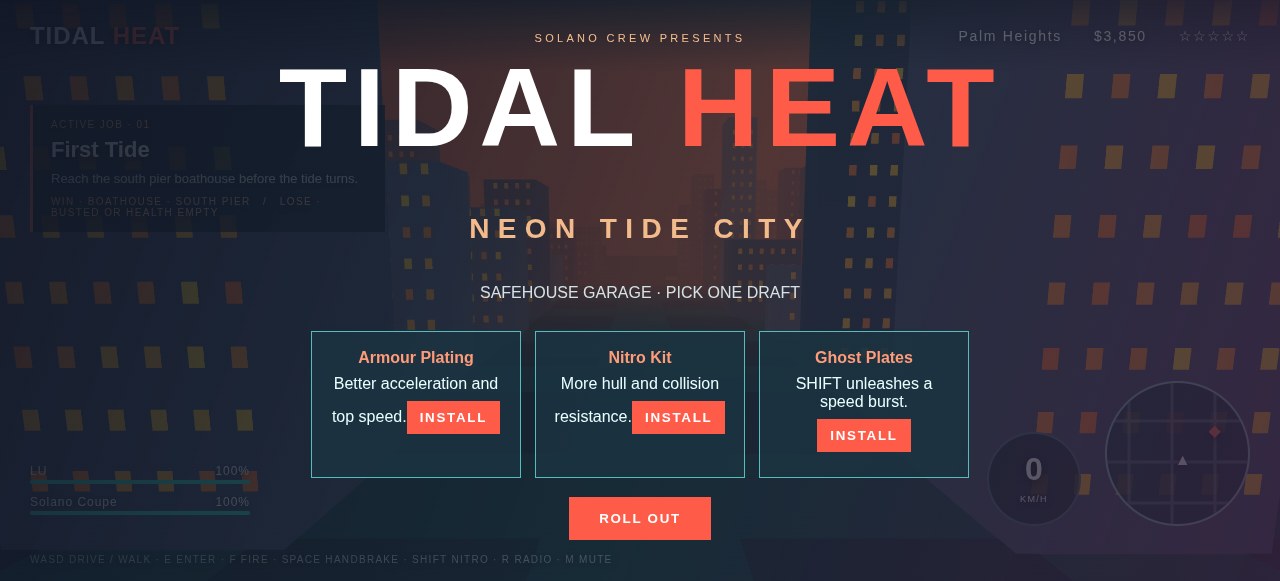 TIDAL HEAT
SOLANO CREW PRESENTS
Palm Heights $3,850 ☆☆☆☆☆
TIDAL HEAT
ACTIVE JOB · 01
First Tide
Reach the south pier boathouse before the tide turns.
WIN · BOATHOUSE · SOUTH PIER / LOSE ·
BUSTED OR HEALTH EMPTY
NEON TIDE CITY
SAFEHOUSE GARAGE · PICK ONE DRAFT
Armour Plating
Better acceleration and
top speed. INSTALL
Nitro Kit
More hull and collision
resistance. INSTALL
Ghost Plates
SHIFT unleashes a
speed burst.
INSTALL
LU 100%
Solano Coupe 100%
0
KM/H
ROLL OUT
WASD DRIVE / WALK · E ENTER · F FIRE · SPACE HANDBRAKE · SHIFT NITRO · R RADIO · M MUTE